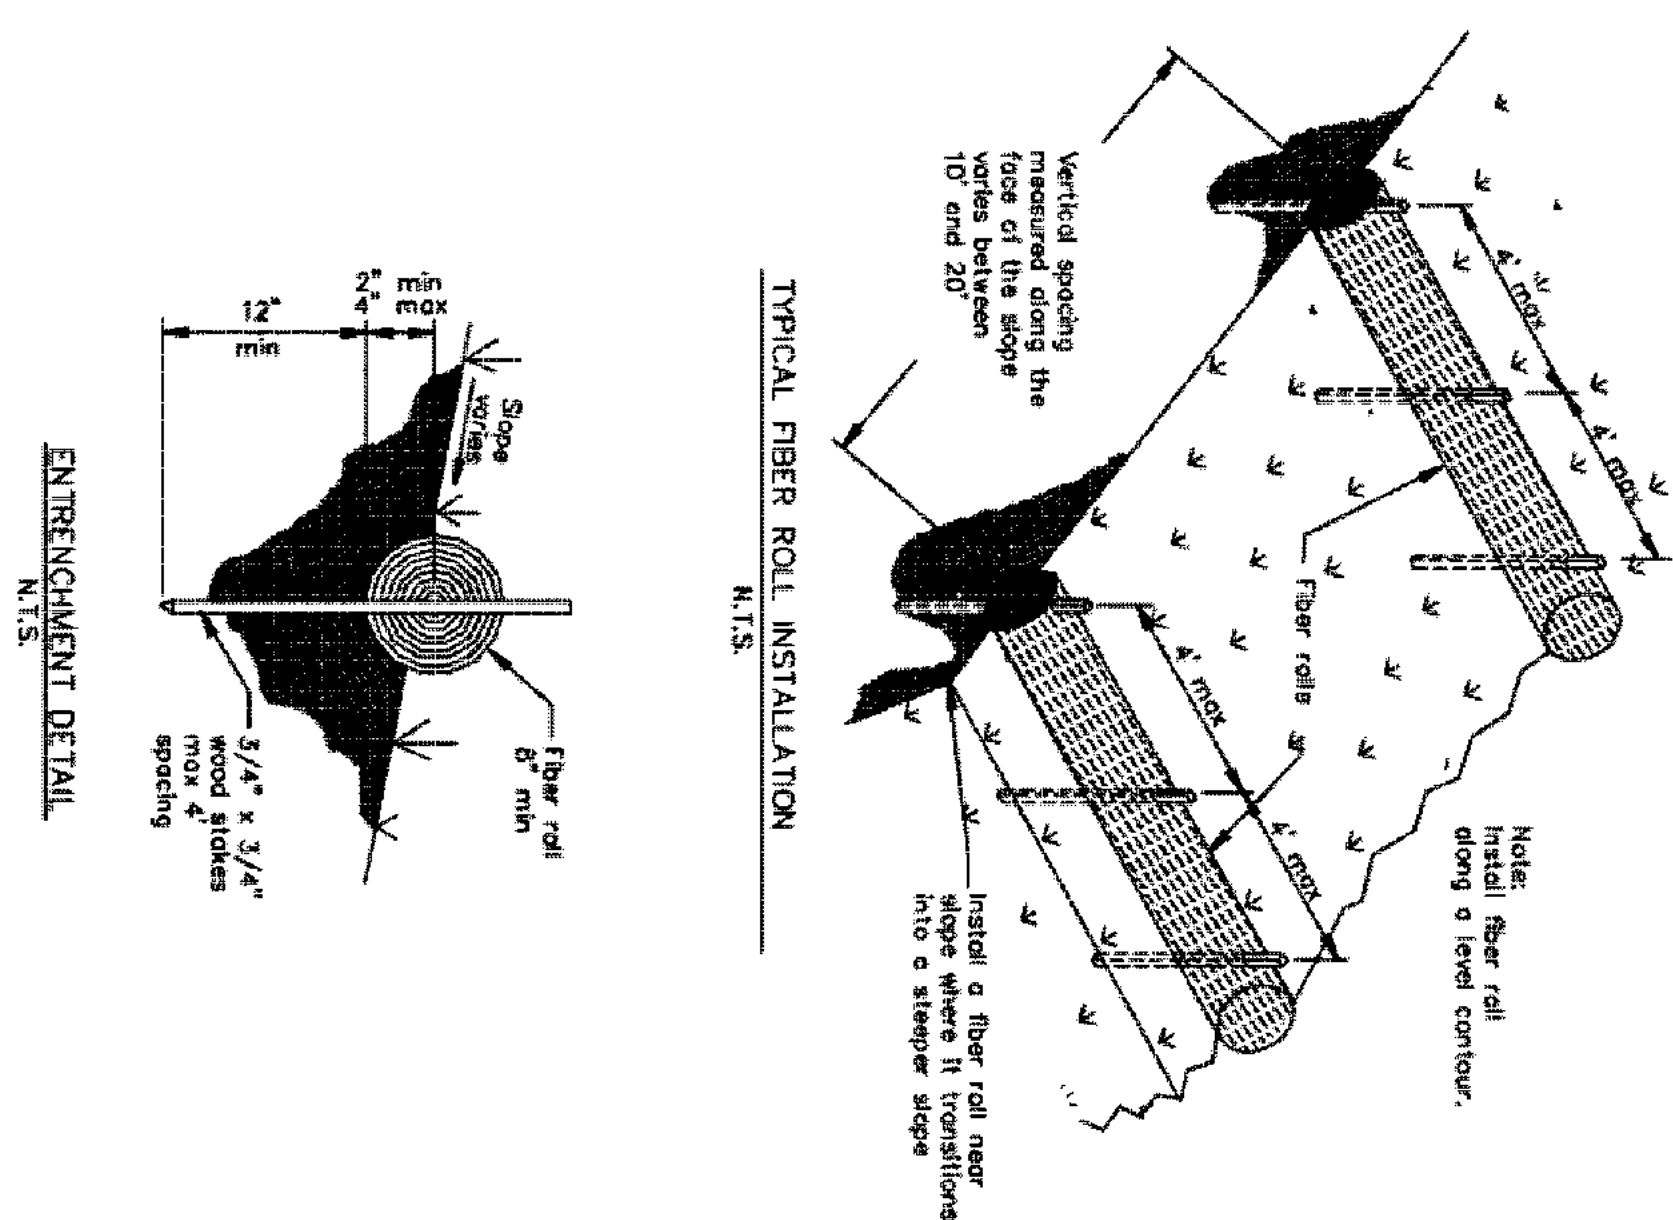 Note:
Install fiber roll
along a level contour.
4' max
4' max
Vertical spacing
measured along the
face of the slope
varies between
10' and 20'
Fiber rolls
4' max
4' max
Install a fiber roll near
slope where it transitions
into a steeper slope
TYPICAL FIBER ROLL INSTALLATION
N.T.S.
Slope
varies
Fiber roll
8" min
2" min
4" max
12"
min
3/4" x 3/4"
wood stakes
max 4'
spacing
ENTRENCHMENT DETAIL
N.T.S.